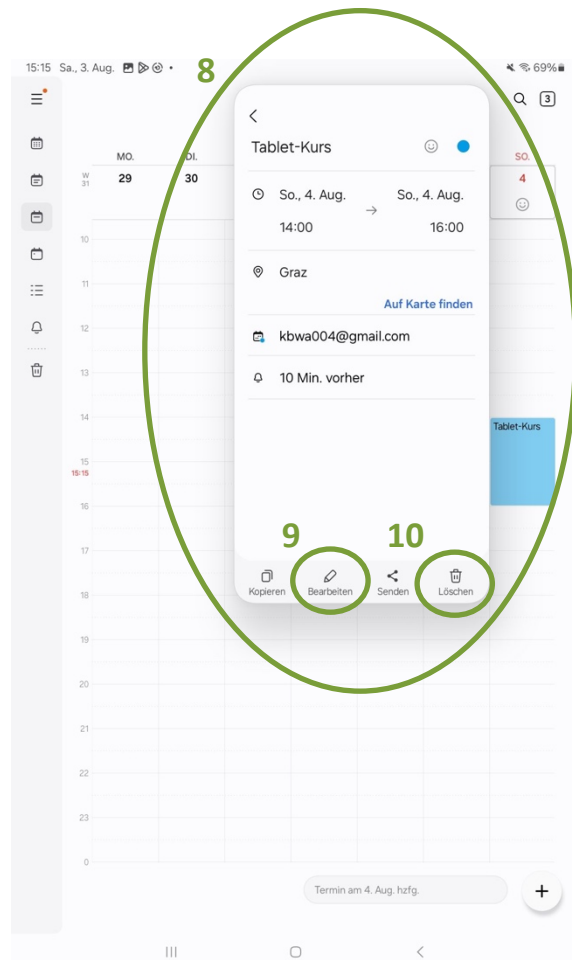 8
15:15 Sa., 3. Aug. 69%
3
MO. DI. SO.
W 31 29 30 4
Tablet-Kurs
So., 4. Aug. → So., 4. Aug.
14:00 16:00
Graz
Auf Karte finden
kbwa004@gmail.com
10 Min. vorher
10
11
12
13
14
Tablet-Kurs
15
15:15
16
9 10
17
Kopieren Bearbeiten Senden Löschen
18
19
20
21
22
23
0
Termin am 4. Aug. hzfg.